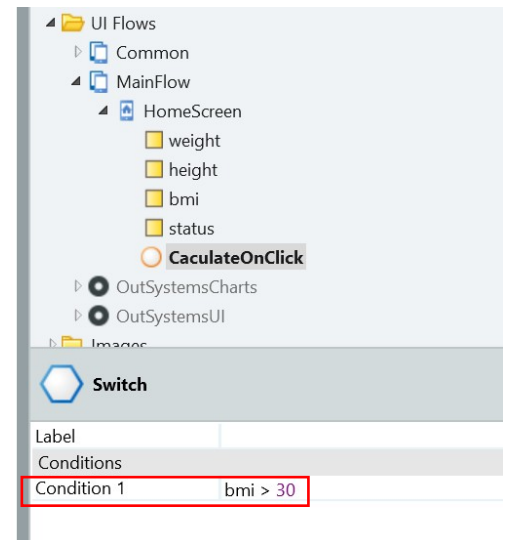 UI Flows
Common
MainFlow
HomeScreen
weight
height
bmi
status
CaculateOnClick
OutSystemsCharts
OutSystemsUI
Images
Switch
Label
Conditions
Condition 1 bmi > 30